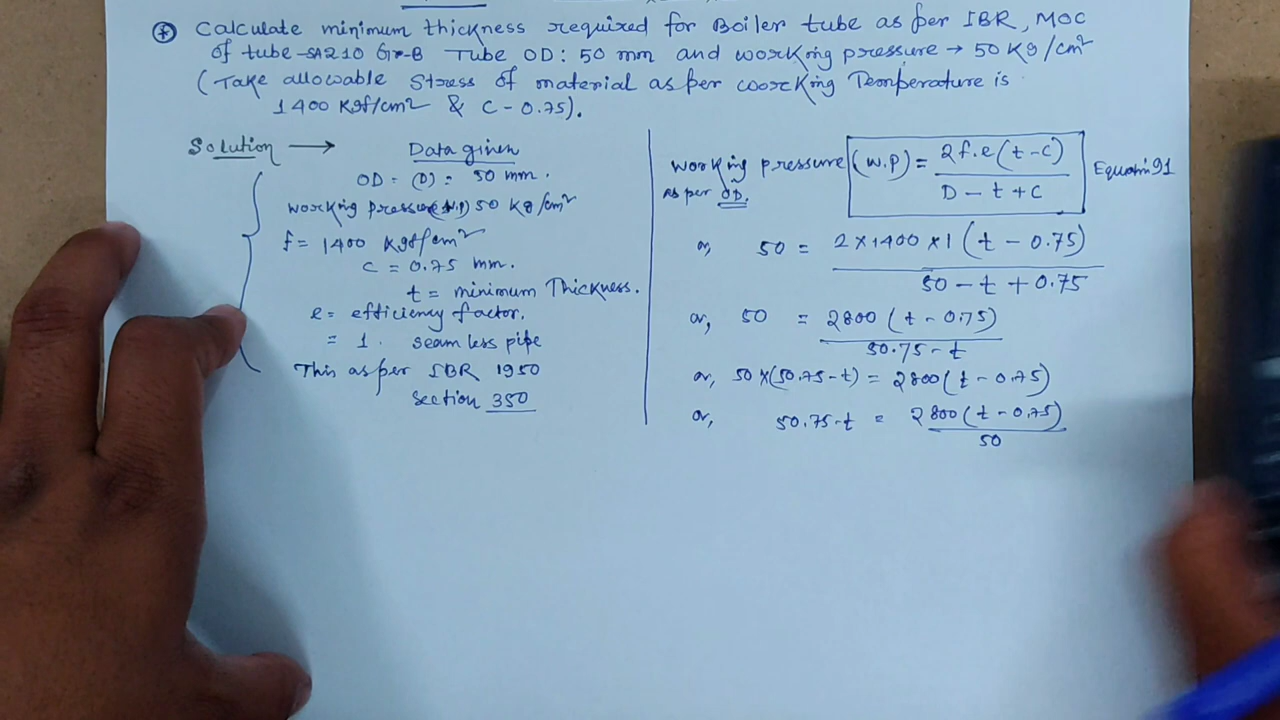 Calculate minimum thickness required for Boiler tube as per IBR, MOC
of tube-SA210 Gr-B Tube OD: 50 mm and working pressure → 50 Kg/cm²
(Take allowable Stress of material as per working Temperature is
1400 Kgf/cm² & C - 0.75).
Solution →
Data given
OD = (D) = 50 mm.
working pressure (W.P) 50 Kg/cm²
f = 1400 Kgf/cm²
C = 0.75 mm.
t = minimum Thickness.
e = efficiency factor.
= 1. seam less pipe
This as per IBR 1950
section 350
working pressure (W.P) = 2f.e(t-c) / D - t + C Equation 91
as per OD.
or, 50 = 2×1400×1(t - 0.75) / 50 - t + 0.75
or, 50 = 2800(t - 0.75) / 50.75 - t
or, 50×(50.75-t) = 2800(t - 0.75)
or, 50.75-t = 2800(t - 0.75) / 50